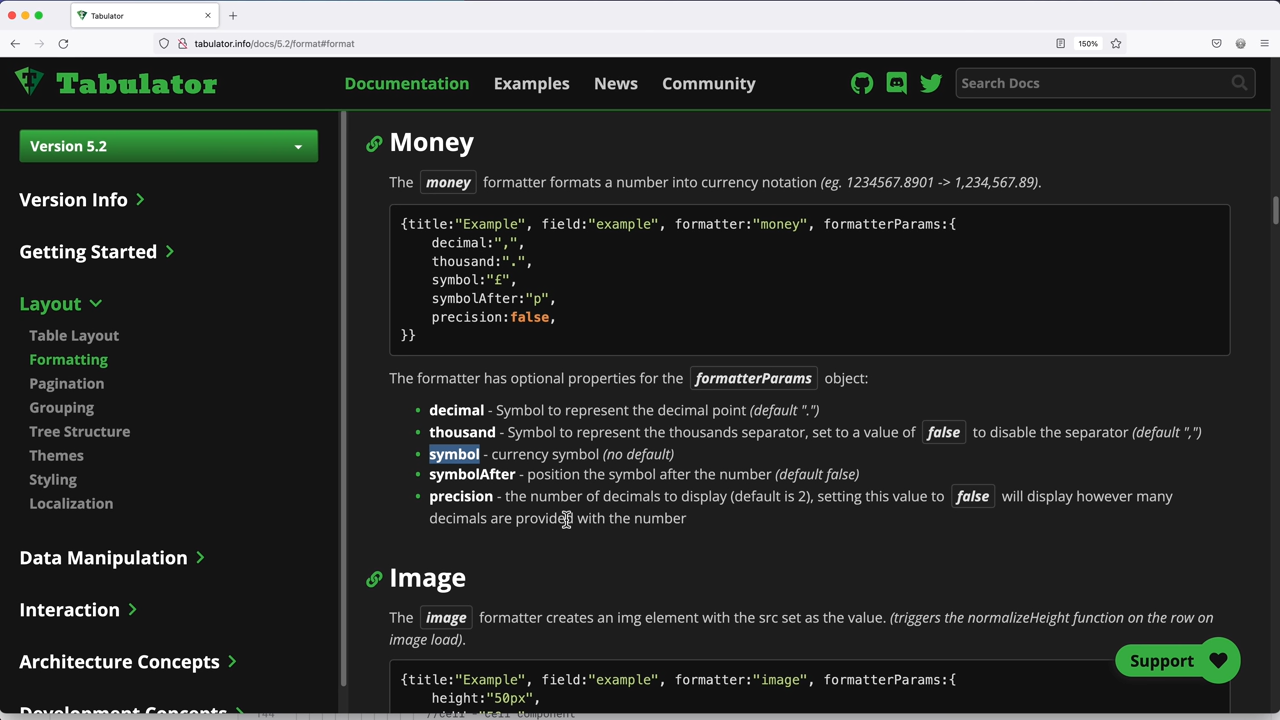 Tabulator
tabulator.info/docs/5.2/format#format
150%
Tabulator
Documentation
Examples
News
Community
Search Docs
Version 5.2
Version Info
Getting Started
Layout
Table Layout
Formatting
Pagination
Grouping
Tree Structure
Themes
Styling
Localization
Data Manipulation
Interaction
Architecture Concepts
Development Concepts
Money
The money formatter formats a number into currency notation (eg. 1234567.8901 -> 1,234,567.89).
{title:"Example", field:"example", formatter:"money", formatterParams:{
decimal:",",
thousand:".",
symbol:"£",
symbolAfter:"p",
precision:false,
}}
The formatter has optional properties for the formatterParams object:
• decimal - Symbol to represent the decimal point (default ".")
• thousand - Symbol to represent the thousands separator, set to a value of false to disable the separator (default ",")
• symbol - currency symbol (no default)
• symbolAfter - position the symbol after the number (default false)
• precision - the number of decimals to display (default is 2), setting this value to false will display however many
decimals are provided with the number
Image
The image formatter creates an img element with the src set as the value. (triggers the normalizeHeight function on the row on
image load).
{title:"Example", field:"example", formatter:"image", formatterParams:{
height:"50px",
Support